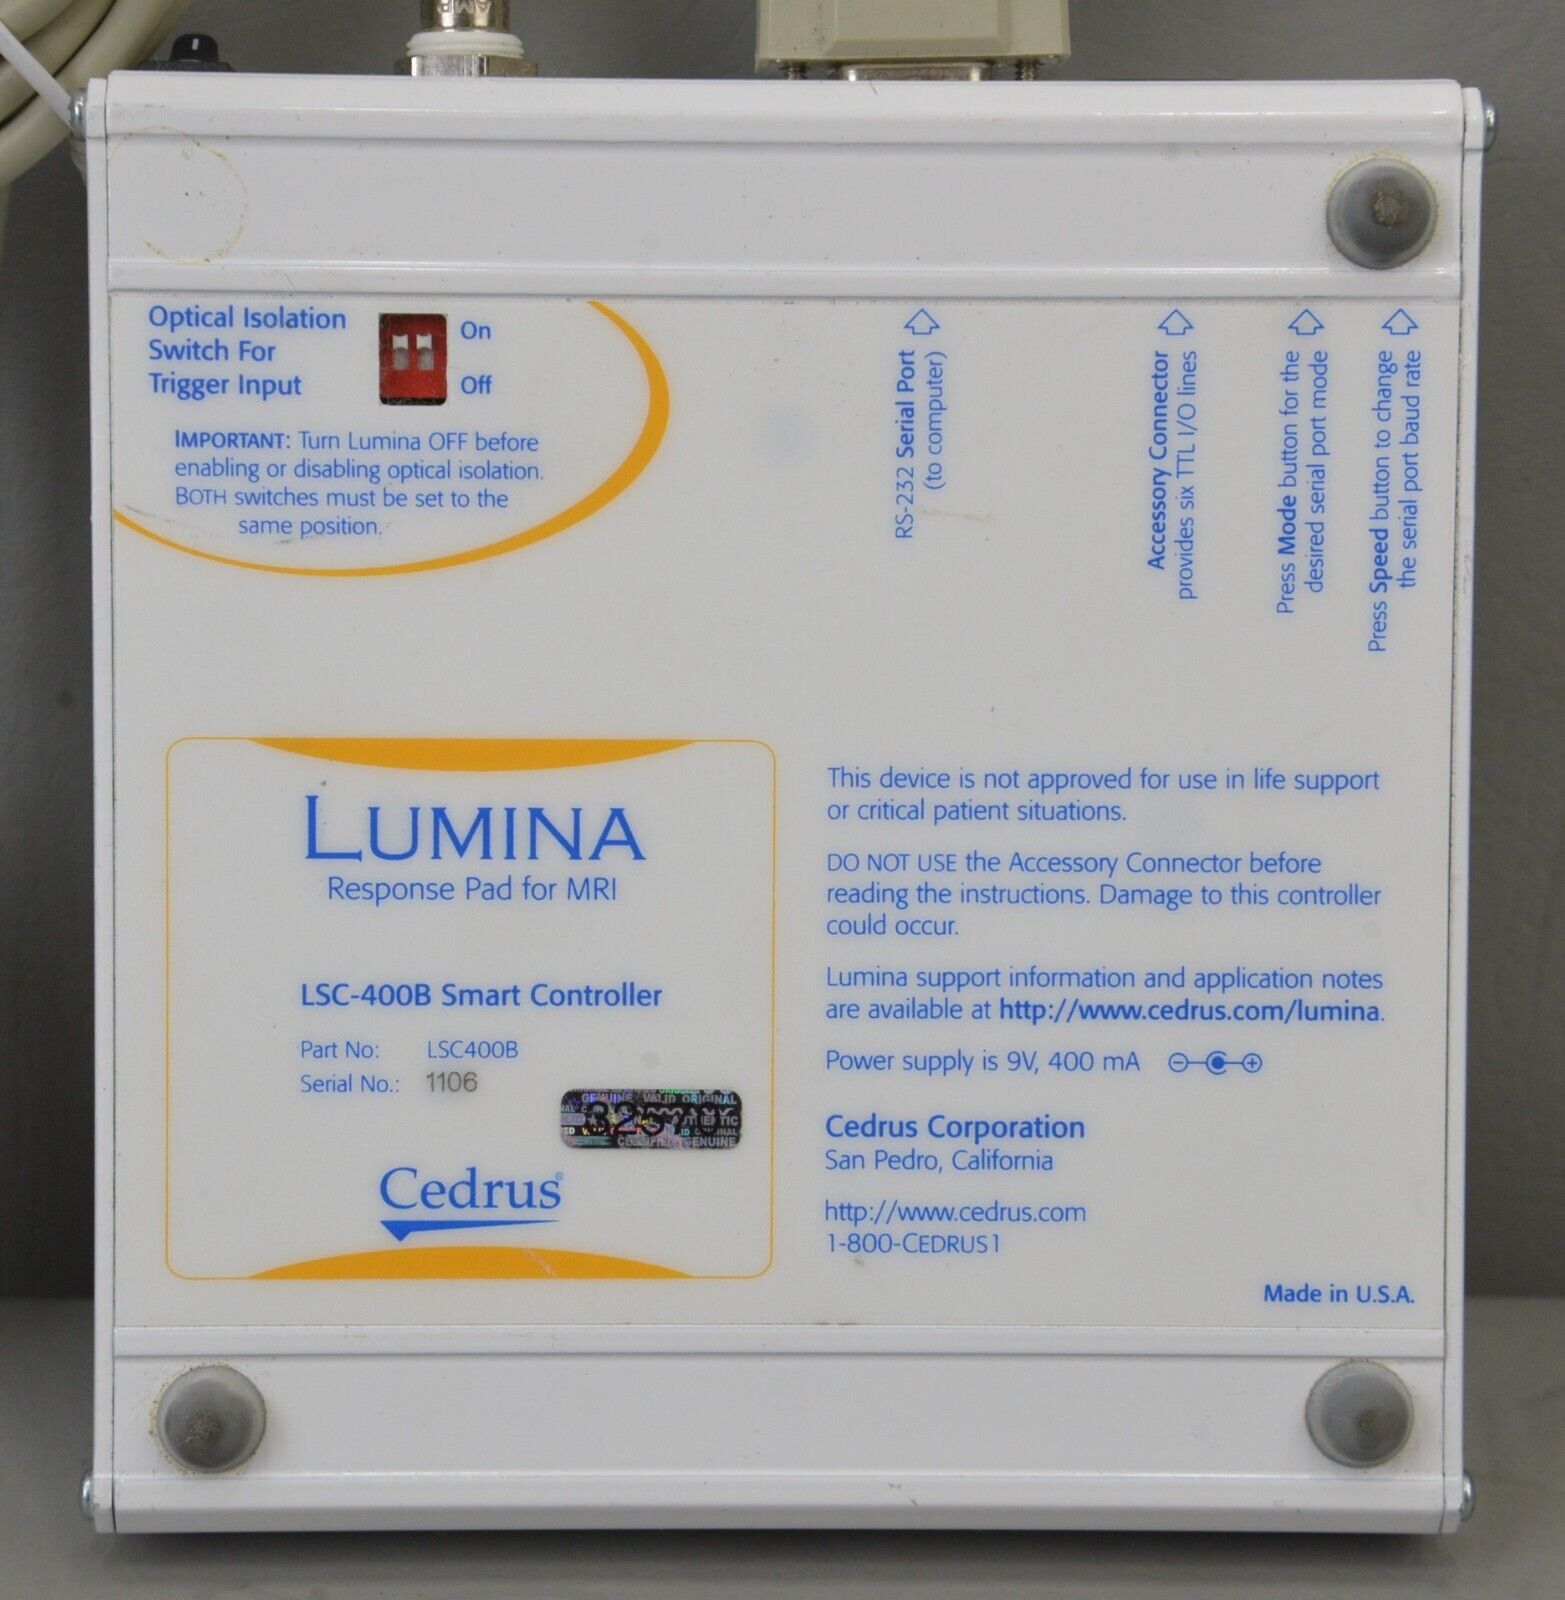 AMP
Optical Isolation
Switch For
Trigger Input
On
Off
IMPORTANT: Turn Lumina OFF before
enabling or disabling optical isolation.
BOTH switches must be set to the
same position.
RS-232 Serial Port
(to computer)
Accessory Connector
provides six TTL I/O lines
Press Mode button for the
desired serial port mode
Press Speed button to change
the serial port baud rate
LUMINA
Response Pad for MRI
LSC-400B Smart Controller
Part No: LSC400B
Serial No.: 1106
GENUINE VALID ORIGINAL
GENUINE
Cedrus®
This device is not approved for use in life support
or critical patient situations.
DO NOT USE the Accessory Connector before
reading the instructions. Damage to this controller
could occur.
Lumina support information and application notes
are available at http://www.cedrus.com/lumina.
Power supply is 9V, 400 mA
Cedrus Corporation
San Pedro, California
http://www.cedrus.com
1-800-CEDRUS1
Made in U.S.A.